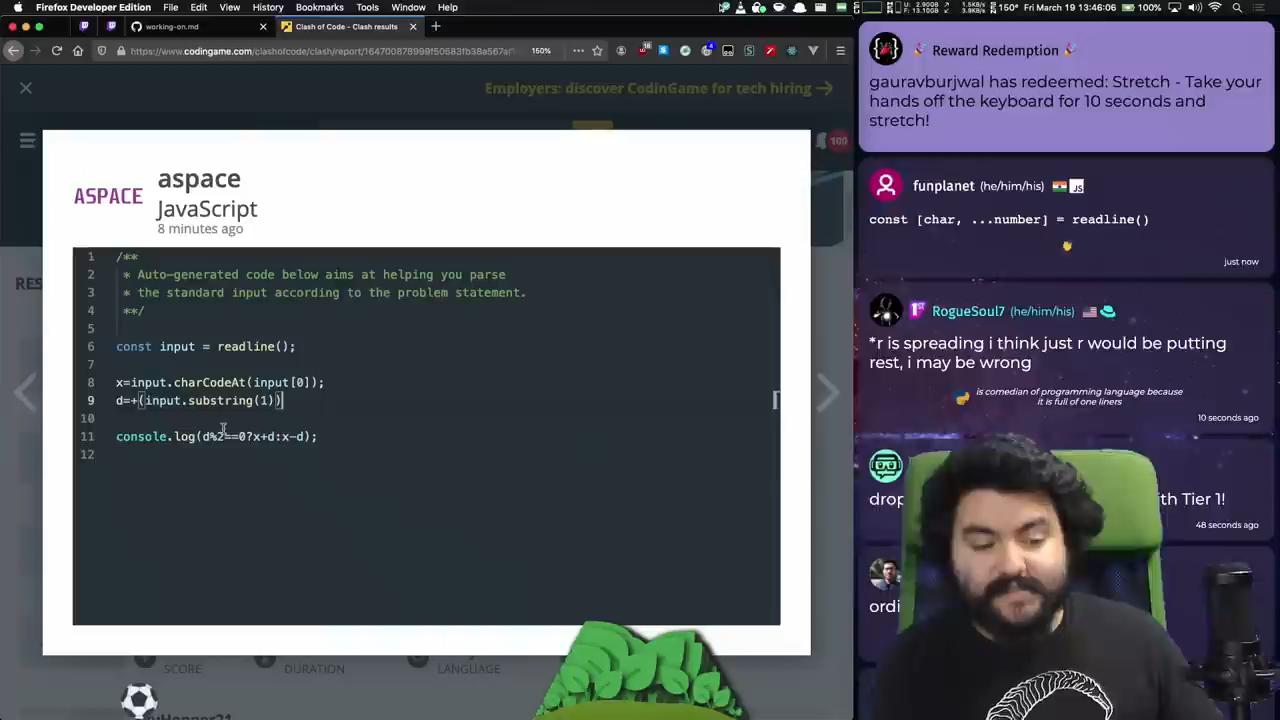 Firefox Developer Edition File Edit View History Bookmarks Tools Window Help
Fri March 19 13:46:06
100%
working-on.md
Clash of Code - Clash results
https://www.codingame.com/clashofcode/clash/report/
150%
Employers: discover CodinGame for tech hiring
100
ASPACE
aspace
JavaScript
8 minutes ago
1 /**
2 * Auto-generated code below aims at helping you parse
3 * the standard input according to the problem statement.
4 **/
5
6 const input = readline();
7
8 x=input.charCodeAt(input[0]);
9 d=+(input.substring(1))
10
11 console.log(d%2==0?x+d:x-d);
12
RES
SCORE
DURATION
LANGUAGE
Reward Redemption
gauravburjwal has redeemed: Stretch - Take your
hands off the keyboard for 10 seconds and
stretch!
funplanet (he/him/his)
JS
const [char, ...number] = readline()
just now
RogueSoul7 (he/him/his)
*r is spreading i think just r would be putting
rest, i may be wrong
is comedian of programming language because
it is full of one liners
10 seconds ago
drop
th Tier 1!
48 seconds ago
ordi